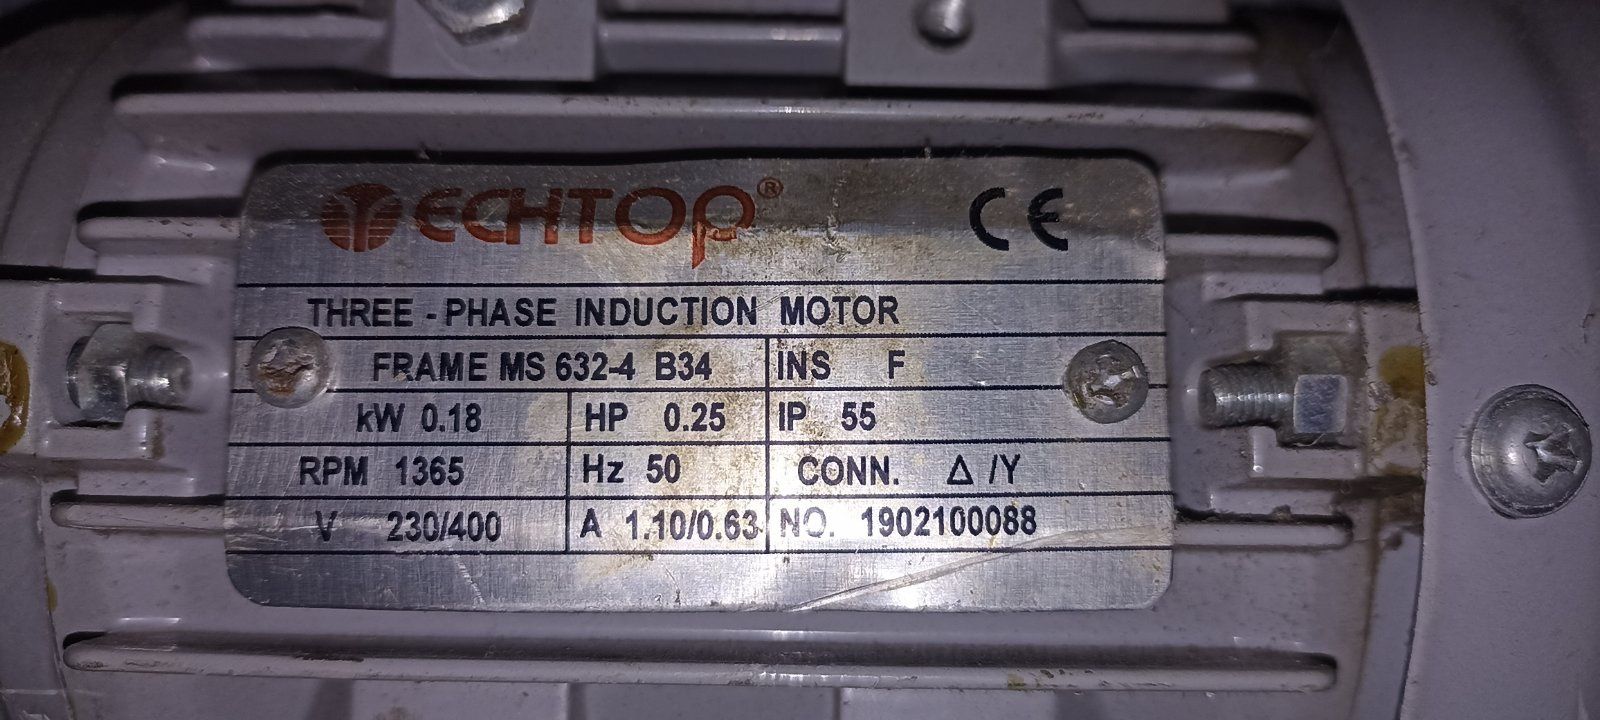 TECHTOP®
CE
THREE - PHASE INDUCTION MOTOR
FRAME MS 632-4 B34 INS F
kW 0.18 HP 0.25 IP 55
RPM 1365 Hz 50 CONN. Δ /Y
V 230/400 A 1.10/0.63 NO. 1902100088